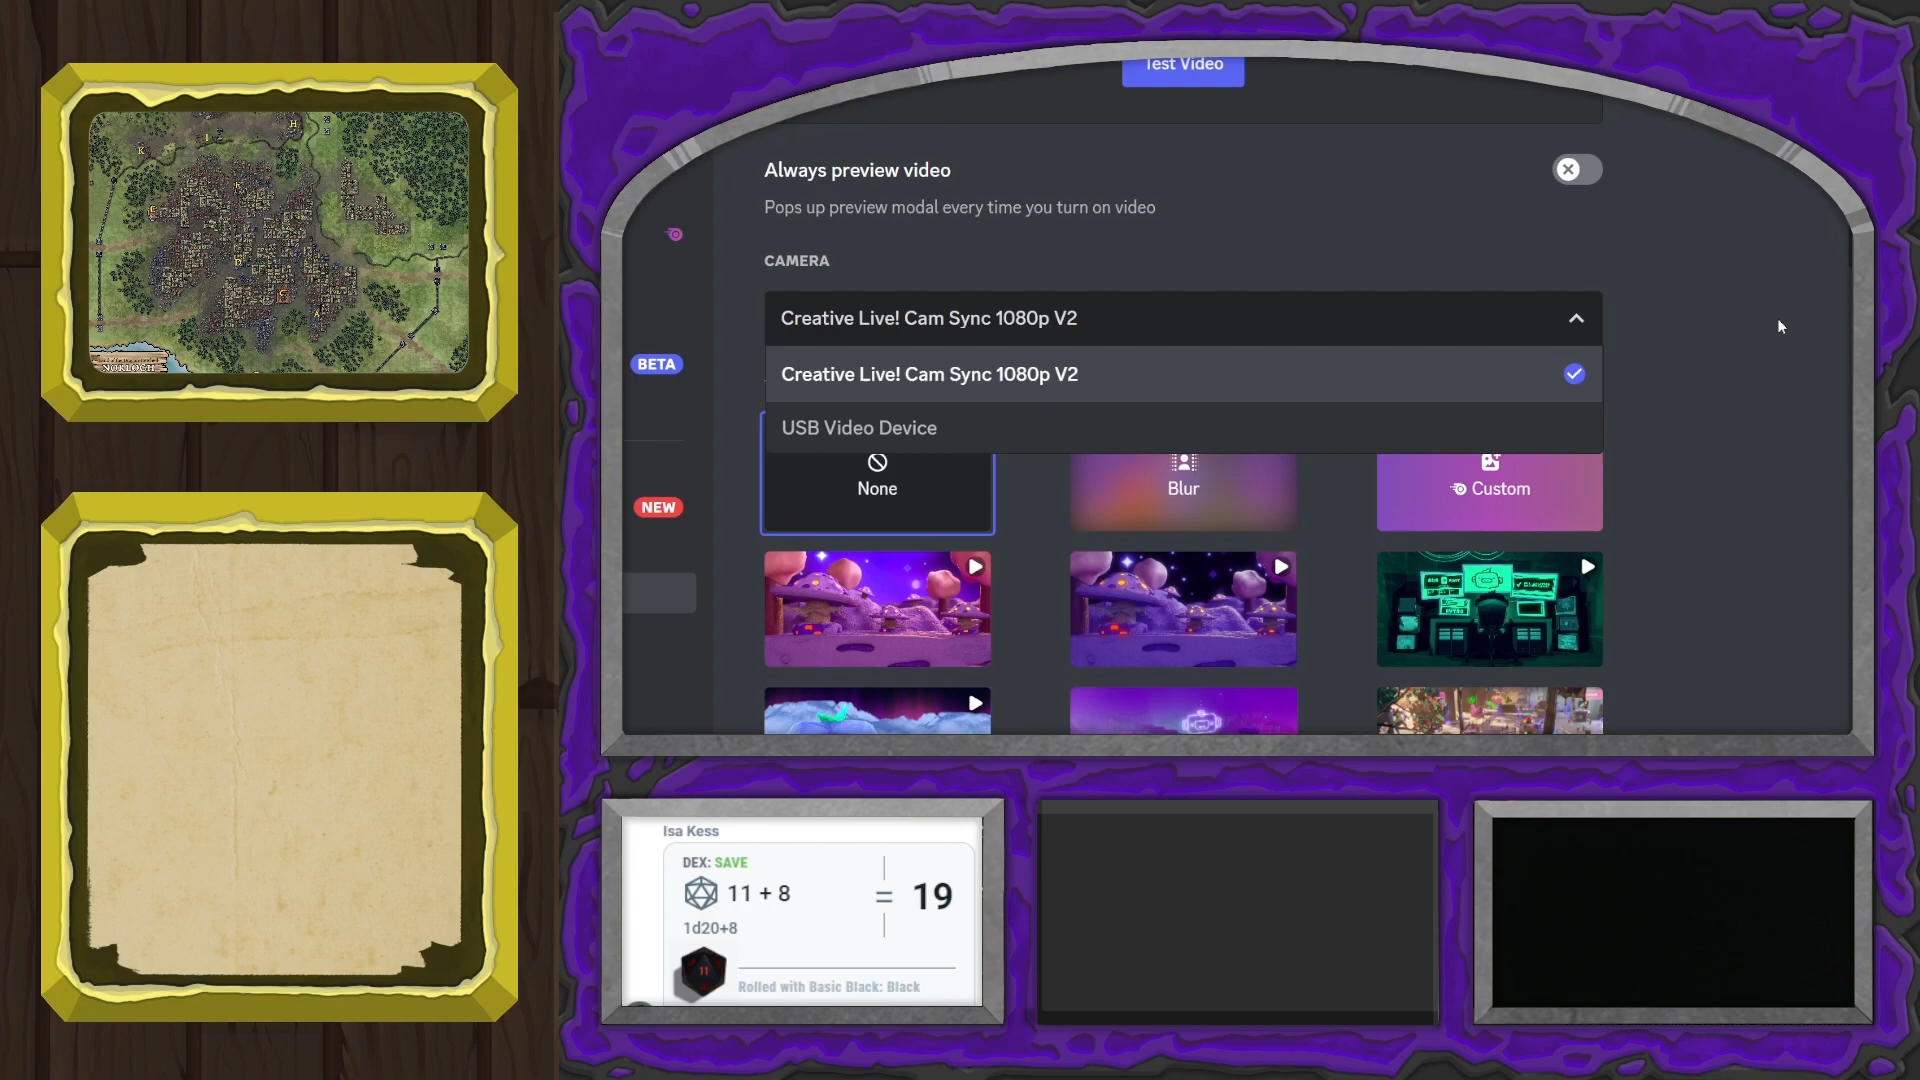 K
I
H
E
B
D
C
A
NORLOCH
Test Video
Always preview video
Pops up preview modal every time you turn on video
CAMERA
Creative Live! Cam Sync 1080p V2
Creative Live! Cam Sync 1080p V2
USB Video Device
BETA
NEW
None
Blur
Custom
Isa Kess
DEX: SAVE
11 + 8 = 19
1d20+8
11
Rolled with Basic Black: Black